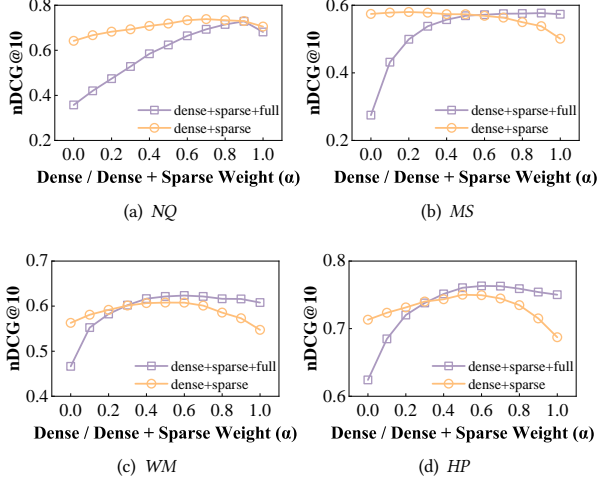 0.8
0.6
0.4
0.2
nDCG@10
dense+sparse+full
dense+sparse
0.0 0.2 0.4 0.6 0.8 1.0
Dense / Dense + Sparse Weight (α)
(a) NQ
0.6
0.4
0.2
nDCG@10
dense+sparse+full
dense+sparse
0.0 0.2 0.4 0.6 0.8 1.0
Dense / Dense + Sparse Weight (α)
(b) MS
0.7
0.6
0.5
0.4
nDCG@10
dense+sparse+full
dense+sparse
0.0 0.2 0.4 0.6 0.8 1.0
Dense / Dense + Sparse Weight (α)
(c) WM
0.8
0.7
0.6
nDCG@10
dense+sparse+full
dense+sparse
0.0 0.2 0.4 0.6 0.8 1.0
Dense / Dense + Sparse Weight (α)
(d) HP